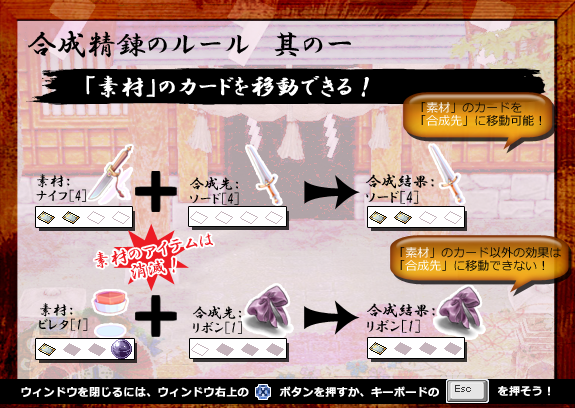 合成精錬のルール 其の一
「素材」のカードを移動できる！
「素材」のカードを
「合成先」に移動可能！
素材：
ナイフ[4]
合成先：
ソード[4]
合成結果：
ソード[4]
素材のアイテムは
消滅！
「素材」のカード以外の効果は
「合成先」に移動できない！
素材：
ビレタ[1]
合成先：
リボン[1]
合成結果：
リボン[1]
ウィンドウを閉じるには、ウィンドウ右上の ボタンを押すか、キーボードの Esc を押そう！